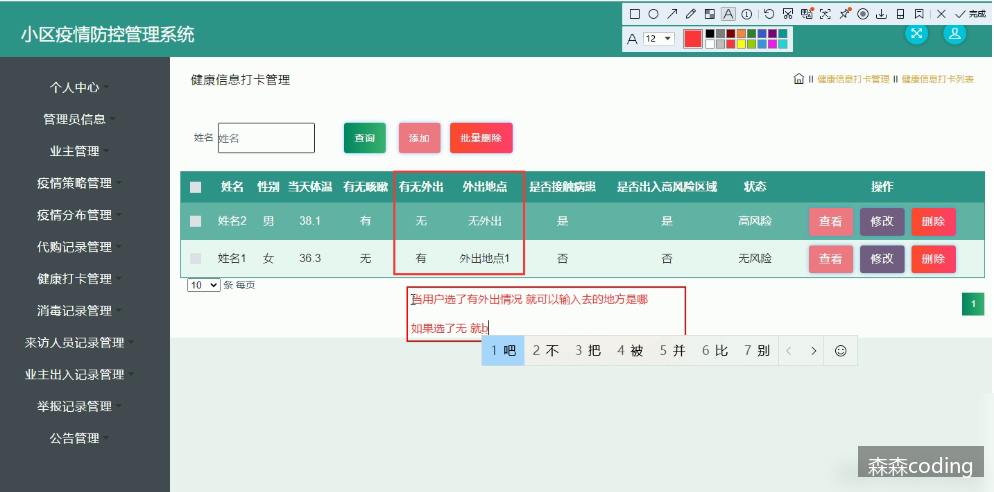 小区疫情防控管理系统
12
完成
个人中心
管理员信息
业主管理
疫情策略管理
疫情分布管理
代购记录管理
健康打卡管理
消毒记录管理
来访人员记录管理
业主出入记录管理
举报记录管理
公告管理
健康信息打卡管理
健康信息打卡管理 健康信息打卡列表
姓名 姓名 查询 添加 批量删除
姓名 性别 当天体温 有无咳嗽 有无外出 外出地点 是否接触病患 是否出入高风险区域 状态 操作
姓名2 男 38.1 有 无 无外出 是 是 高风险 查看 修改 删除
姓名1 女 36.3 无 有 外出地点1 否 否 无风险 查看 修改 删除
10 条 每页
1
当用户选了有外出情况 就可以输入去的地方是哪
如果选了无 就b
1 吧 2 不 3 把 4 被 5 并 6 比 7 别
森森coding